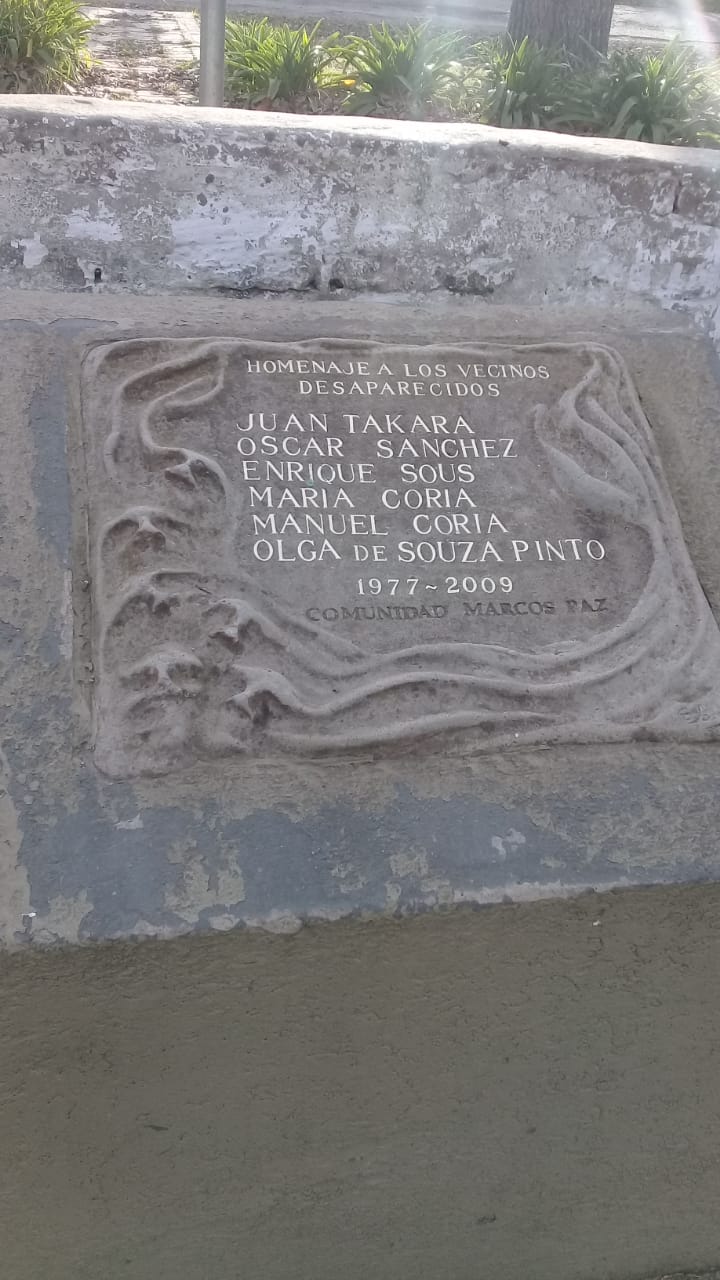 HOMENAJE A LOS VECINOS
DESAPARECIDOS
JUAN TAKARA
OSCAR SANCHEZ
ENRIQUE SOUS
MARIA CORIA
MANUEL CORIA
OLGA DE SOUZA PINTO
1977~2009
COMUNIDAD MARCOS PAZ